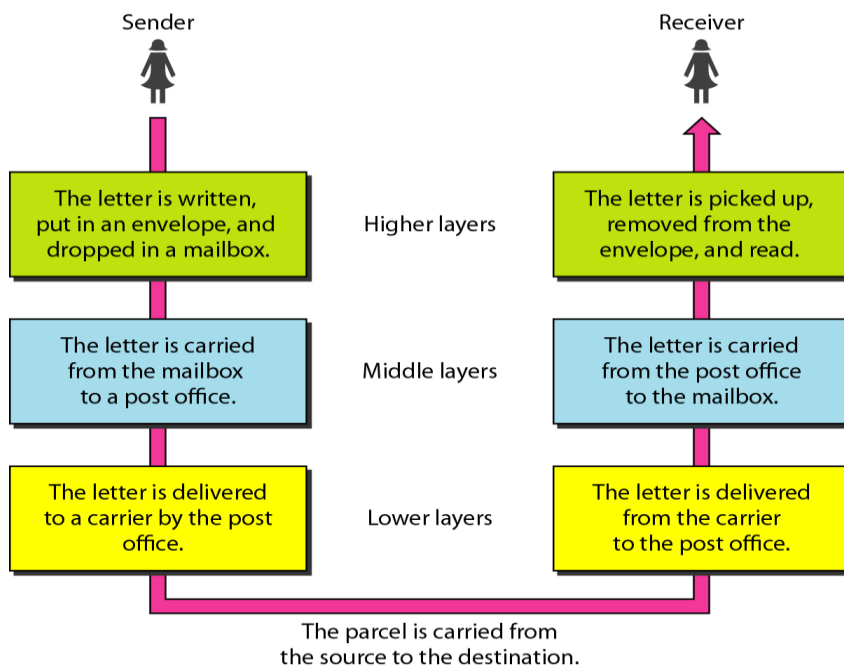 Sender
Receiver
The letter is written,
put in an envelope, and
dropped in a mailbox.
Higher layers
The letter is picked up,
removed from the
envelope, and read.
The letter is carried
from the mailbox
to a post office.
Middle layers
The letter is carried
from the post office
to the mailbox.
The letter is delivered
to a carrier by the post
office.
Lower layers
The letter is delivered
from the carrier
to the post office.
The parcel is carried from
the source to the destination.